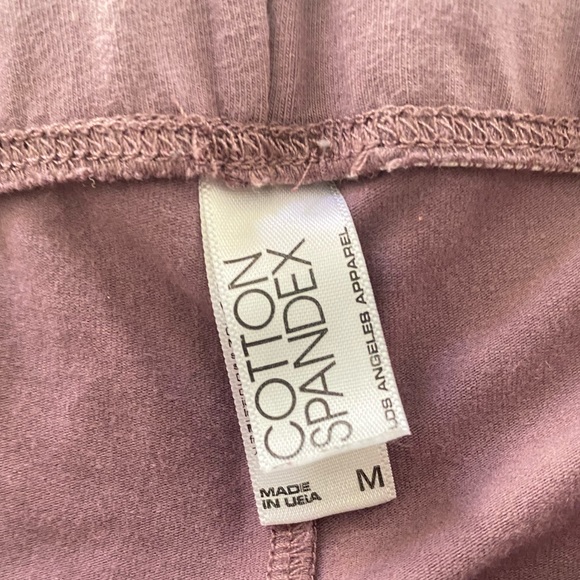 COTTON
SPANDEX
LOS ANGELES APPAREL
MADE
IN USA
M